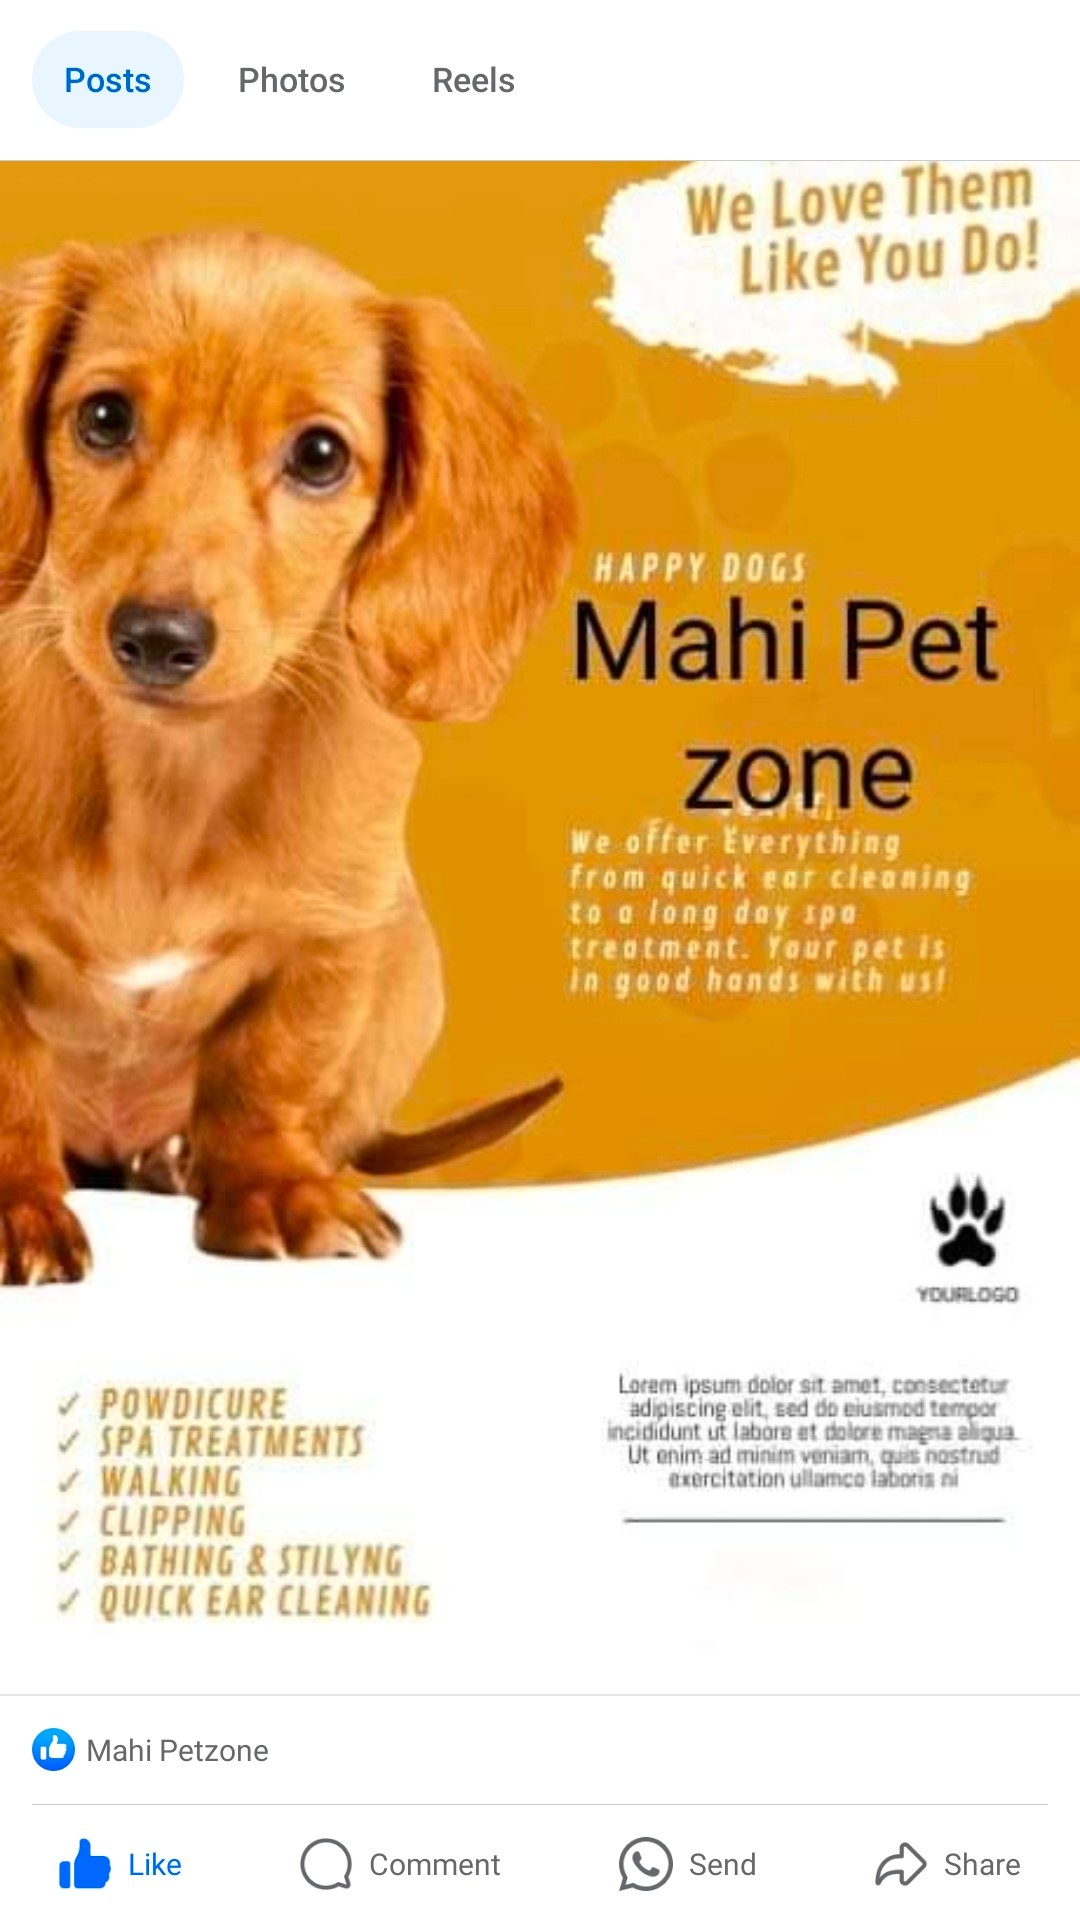 Posts Photos Reels
We Love Them
Like You Do!
HAPPY DOGS
Mahi Pet
zone
We offer Everything
from quick ear cleaning
to a long day spa
treatment. Your pet is
in good hands with us!
YOURLOGO
Lorem ipsum dolor sit amet, consectetur
adipiscing elit, sed do eiusmod tempor
incididunt ut labore et dolore magna aliqua.
Ut enim ad minim veniam, quis nostrud
exercitation ullamco laboris ni
✓ POWDICURE
✓ SPA TREATMENTS
✓ WALKING
✓ CLIPPING
✓ BATHING & STILYNG
✓ QUICK EAR CLEANING
Mahi Petzone
Like Comment Send Share